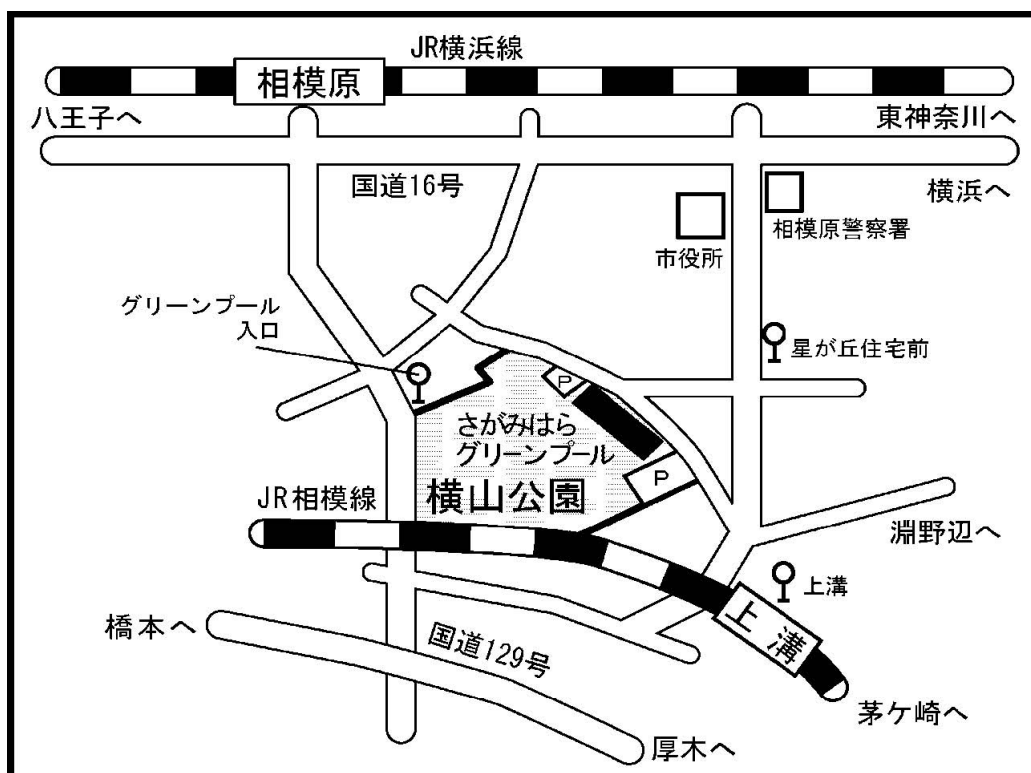 JR横浜線
相模原
八王子へ
東神奈川へ
国道16号
横浜へ
相模原警察署
市役所
グリーンプール
入口
星が丘住宅前
P
さがみはら
グリーンプール
P
横山公園
JR相模線
淵野辺へ
上溝
上溝
橋本へ
国道129号
茅ケ崎へ
厚木へ